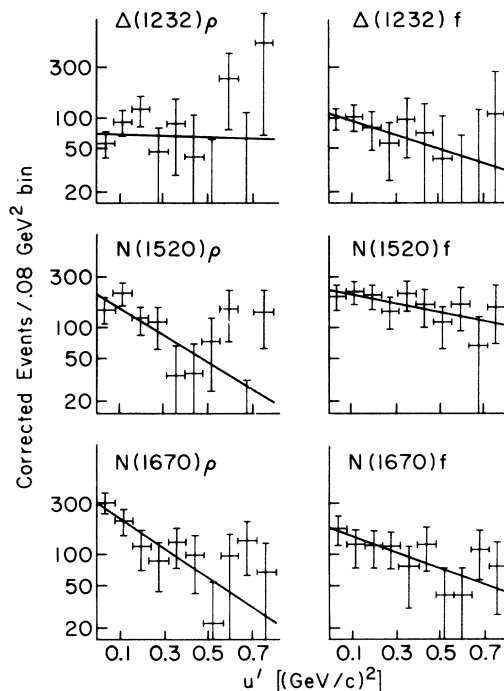 Δ(1232)ρ
Δ(1232)f
300
100
50
20
N(1520)ρ
N(1520)f
300
100
50
20
N(1670)ρ
N(1670)f
300
100
50
20
0.1
0.3
0.5
0.7
0.1
0.3
0.5
0.7
Corrected Events/.08 GeV² bin
u' [(GeV/c)²]